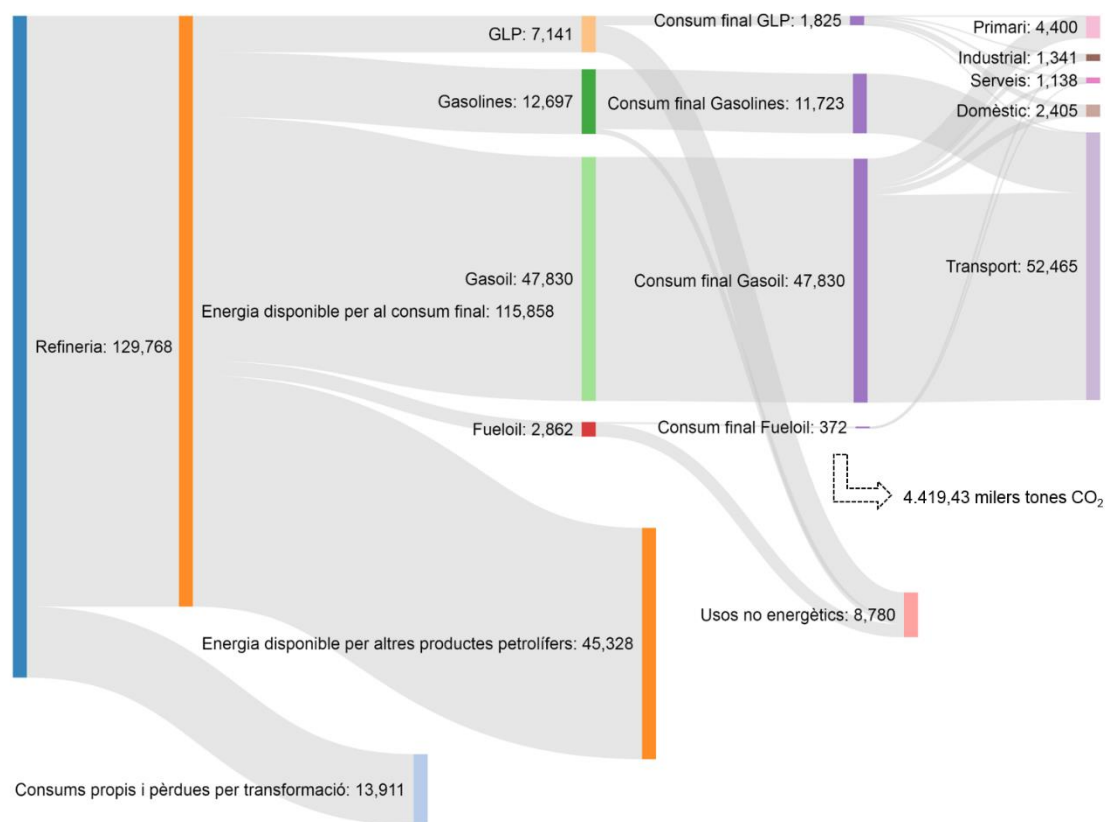 GLP: 7,141
Consum final GLP: 1,825
Primari: 4,400
Industrial: 1,341
Serveis: 1,138
Gasolines: 12,697
Consum final Gasolines: 11,723
Domèstic: 2,405
Transport: 52,465
Gasoil: 47,830
Consum final Gasoil: 47,830
Energia disponible per al consum final: 115,858
Refineria: 129,768
Fueloil: 2,862
Consum final Fueloil: 372
4.419,43 milers tones CO₂
Usos no energètics: 8,780
Energia disponible per altres productes petrolífers: 45,328
Consums propis i pèrdues per transformació: 13,911